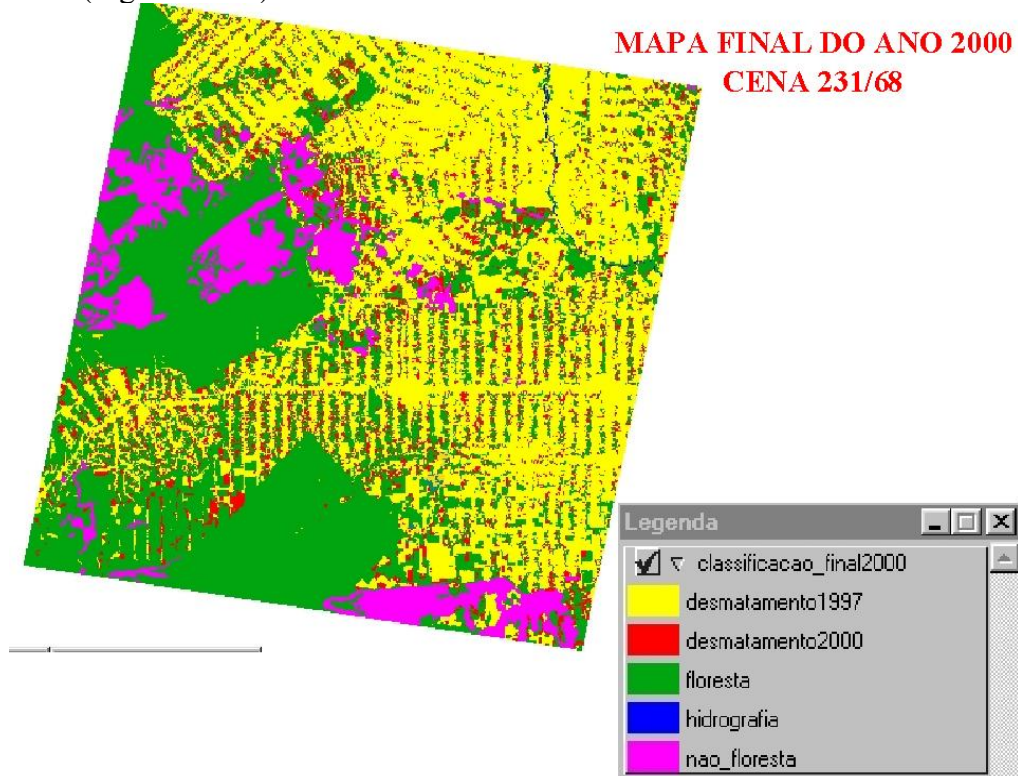 MAPA FINAL DO ANO 2000
CENA 231/68
Legenda
classificacao_final2000
desmatamento1997
desmatamento2000
floresta
hidrografia
nao_floresta